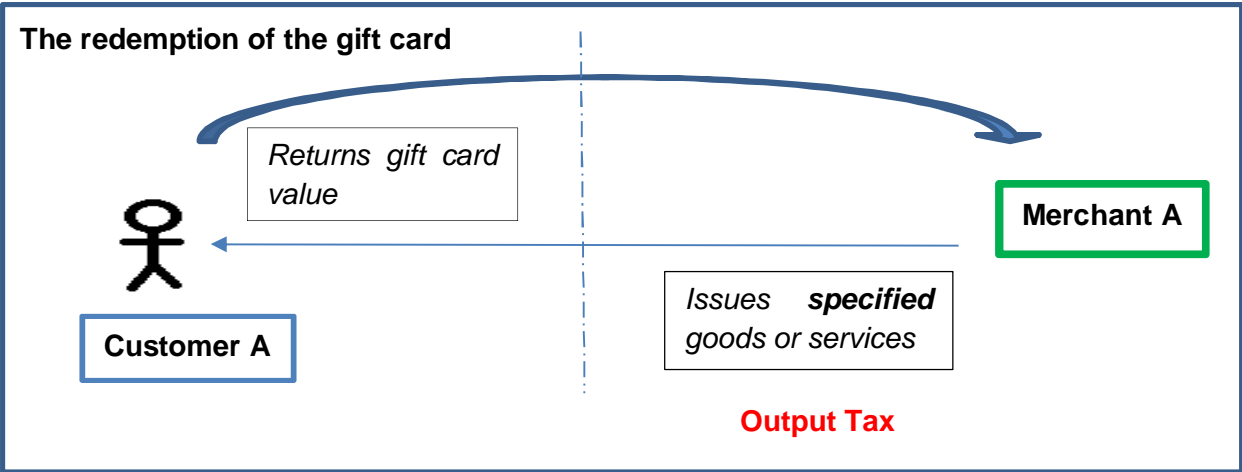 The redemption of the gift card
Returns gift card
value
Merchant A
Issues specified
goods or services
Customer A
Output Tax